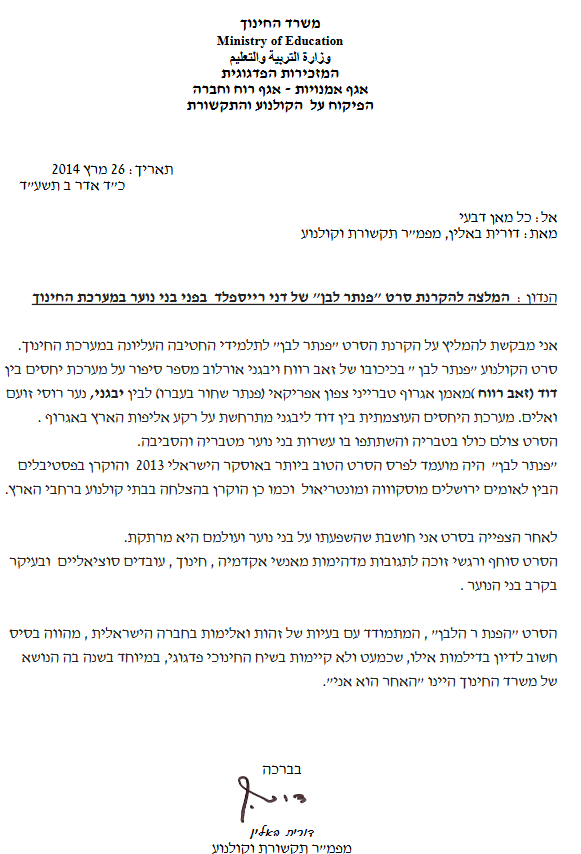 משרד החינוך
Ministry of Education
وزارة التربية والتعليم
המזכירות הפדגוגית
אגף אמנויות - אגף רוח וחברה
הפיקוח על הקולנוע והתקשורת
תאריך: 26 מרץ 2014
כ״ד אדר ב תשע״ד
אל: כל מאן דבעי
מאת: דורית באלין, מפמ״ר תקשורת וקולנוע
הנדון : המלצה להקרנת סרט ״פנתר לבן״ של דני רייספלד בפני בני נוער במערכת החינוך
אני מבקשת להמליץ על הקרנת הסרט ״פנתר לבן״ לתלמידי החטיבה העליונה במערכת החינוך.
סרט הקולנוע ״פנתר לבן ״ בכיכובו של זאב רווח ויבגני אורלוב מספר סיפור על מערכת יחסים בין
דוד (זאב רווח )מאמן אגרוף טברייני צפון אפריקאי (פנתר שחור בעברו) לבין יבגני, נער רוסי זועם
ואלים. מערכת היחסים העוצמתית בין דוד ליבגני מתרחשת על רקע אליפות הארץ באגרוף .
הסרט צולם כולו בטבריה והשתתפו בו עשרות בני נוער מטבריה והסביבה.
״פנתר לבן״ היה מועמד לפרס הסרט הטוב ביותר באוסקר הישראלי 2013 והוקרן בפסטיבלים
הבין לאומים ירושלים מוסקווה ומונטריאול וכמו כן הוקרן בהצלחה בבתי קולנוע ברחבי הארץ.
לאחר הצפייה בסרט אני חושבת שהשפעתו על בני נוער ועולמם היא מרתקת.
הסרט סוחף ורגשי זוכה לתגובות מדהימות מאנשי אקדמיה , חינוך , עובדים סוציאליים ובעיקר
בקרב בני הנוער .
הסרט ״הפנת ר הלבן״ , המתמודד עם בעיות של זהות ואלימות בחברה הישראלית , מהווה בסיס
חשוב לדיון בדילמות אילו, שכמעט ולא קיימות בשיח החינוכי פדגוגי, במיוחד בשנה בה הנושא
של משרד החינוך היינו ״האחר הוא אני״.
בברכה
דורית באלין
מפמ״ר תקשורת וקולנוע